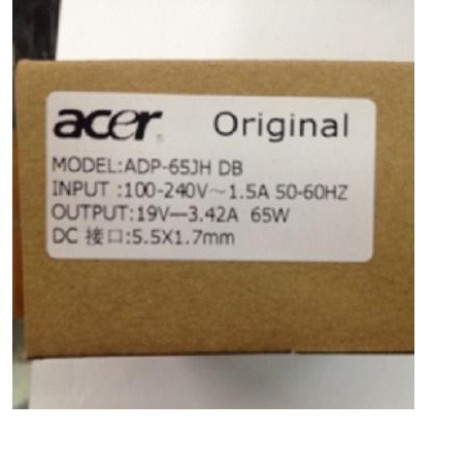 acer Original
MODEL:ADP-65JH DB
INPUT :100-240V~1.5A 50-60HZ
OUTPUT:19V—3.42A 65W
DC 接口:5.5X1.7mm